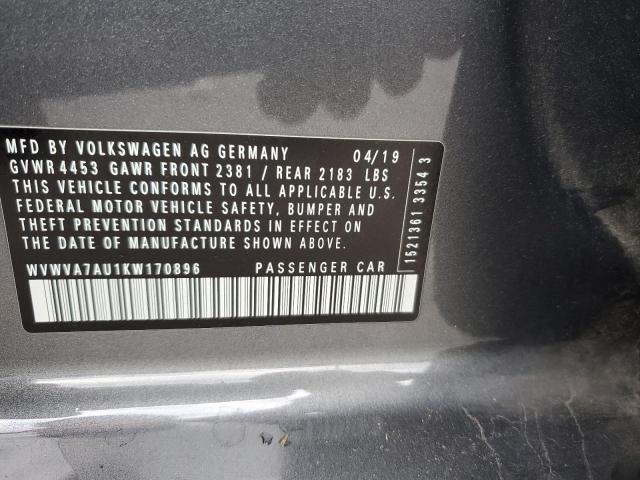 MFD BY VOLKSWAGEN AG GERMANY 04/19
GVWR 4453 GAWR FRONT 2381 / REAR 2183 LBS
THIS VEHICLE CONFORMS TO ALL APPLICABLE U.S.
FEDERAL MOTOR VEHICLE SAFETY, BUMPER AND
THEFT PREVENTION STANDARDS IN EFFECT ON
THE DATE OF MANUFACTURE SHOWN ABOVE.
WVWVA7AU1KW170896 PASSENGER CAR
1521361 3354 3